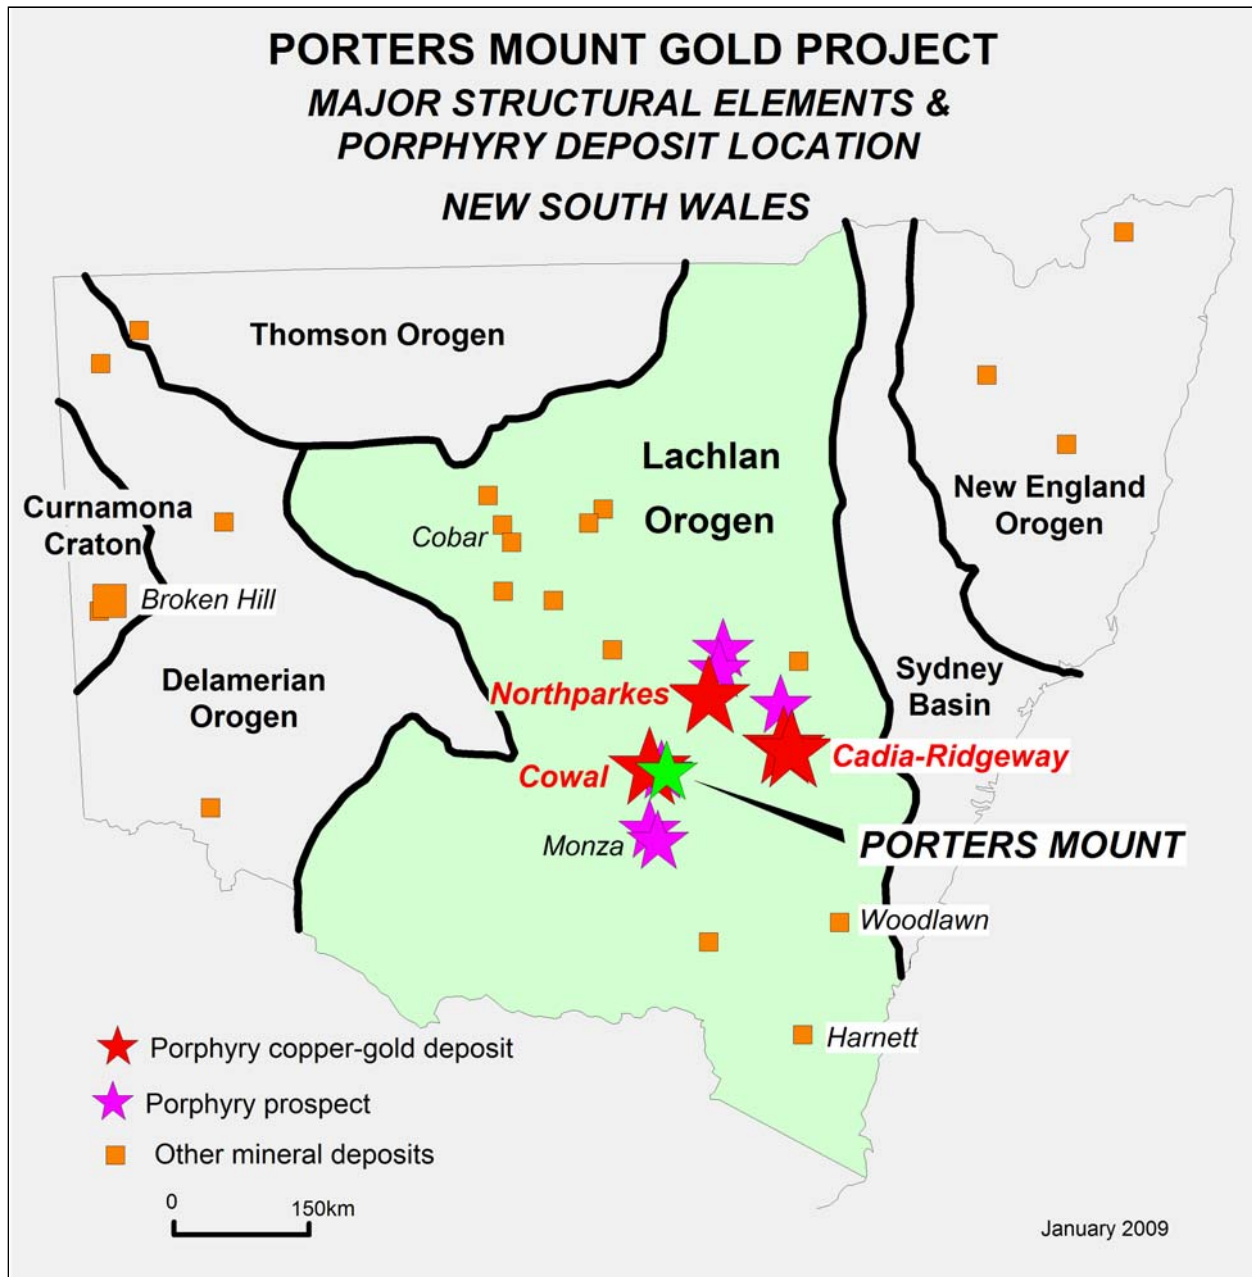 PORTERS MOUNT GOLD PROJECT
MAJOR STRUCTURAL ELEMENTS &
PORPHYRY DEPOSIT LOCATION
NEW SOUTH WALES
Thomson Orogen
Lachlan
Orogen
New England
Orogen
Curnamona
Craton
Cobar
Broken Hill
Delamerian
Orogen
Sydney
Basin
Northparkes
Cowal
Cadia-Ridgeway
Monza
PORTERS MOUNT
Woodlawn
Harnett
Porphyry copper-gold deposit
Porphyry prospect
Other mineral deposits
0 150km
January 2009